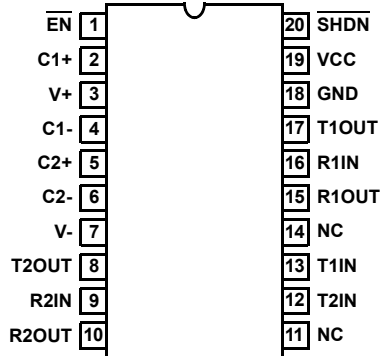 EN 1 20 SHDN
C1+ 2 19 VCC
V+ 3 18 GND
C1- 4 17 T1OUT
C2+ 5 16 R1IN
C2- 6 15 R1OUT
V- 7 14 NC
T2OUT 8 13 T1IN
R2IN 9 12 T2IN
R2OUT 10 11 NC